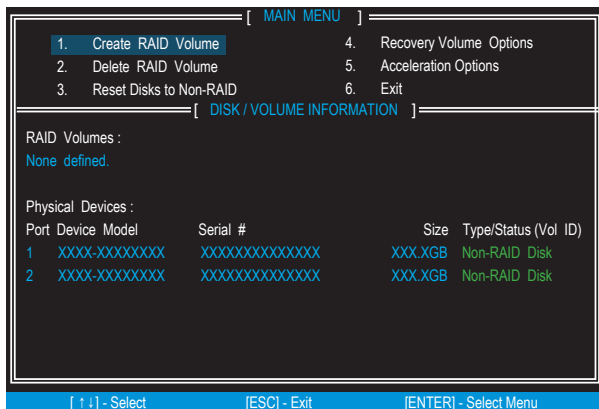 [ MAIN MENU ]
1. Create RAID Volume 4. Recovery Volume Options
2. Delete RAID Volume 5. Acceleration Options
3. Reset Disks to Non-RAID 6. Exit
[ DISK / VOLUME INFORMATION ]
RAID Volumes :
None defined.
Physical Devices :
Port Device Model Serial # Size Type/Status (Vol ID)
1 XXXX-XXXXXXXX XXXXXXXXXXXXXX XXX.XGB Non-RAID Disk
2 XXXX-XXXXXXXX XXXXXXXXXXXXXX XXX.XGB Non-RAID Disk
[ ↑↓] - Select [ESC] - Exit [ENTER] - Select Menu